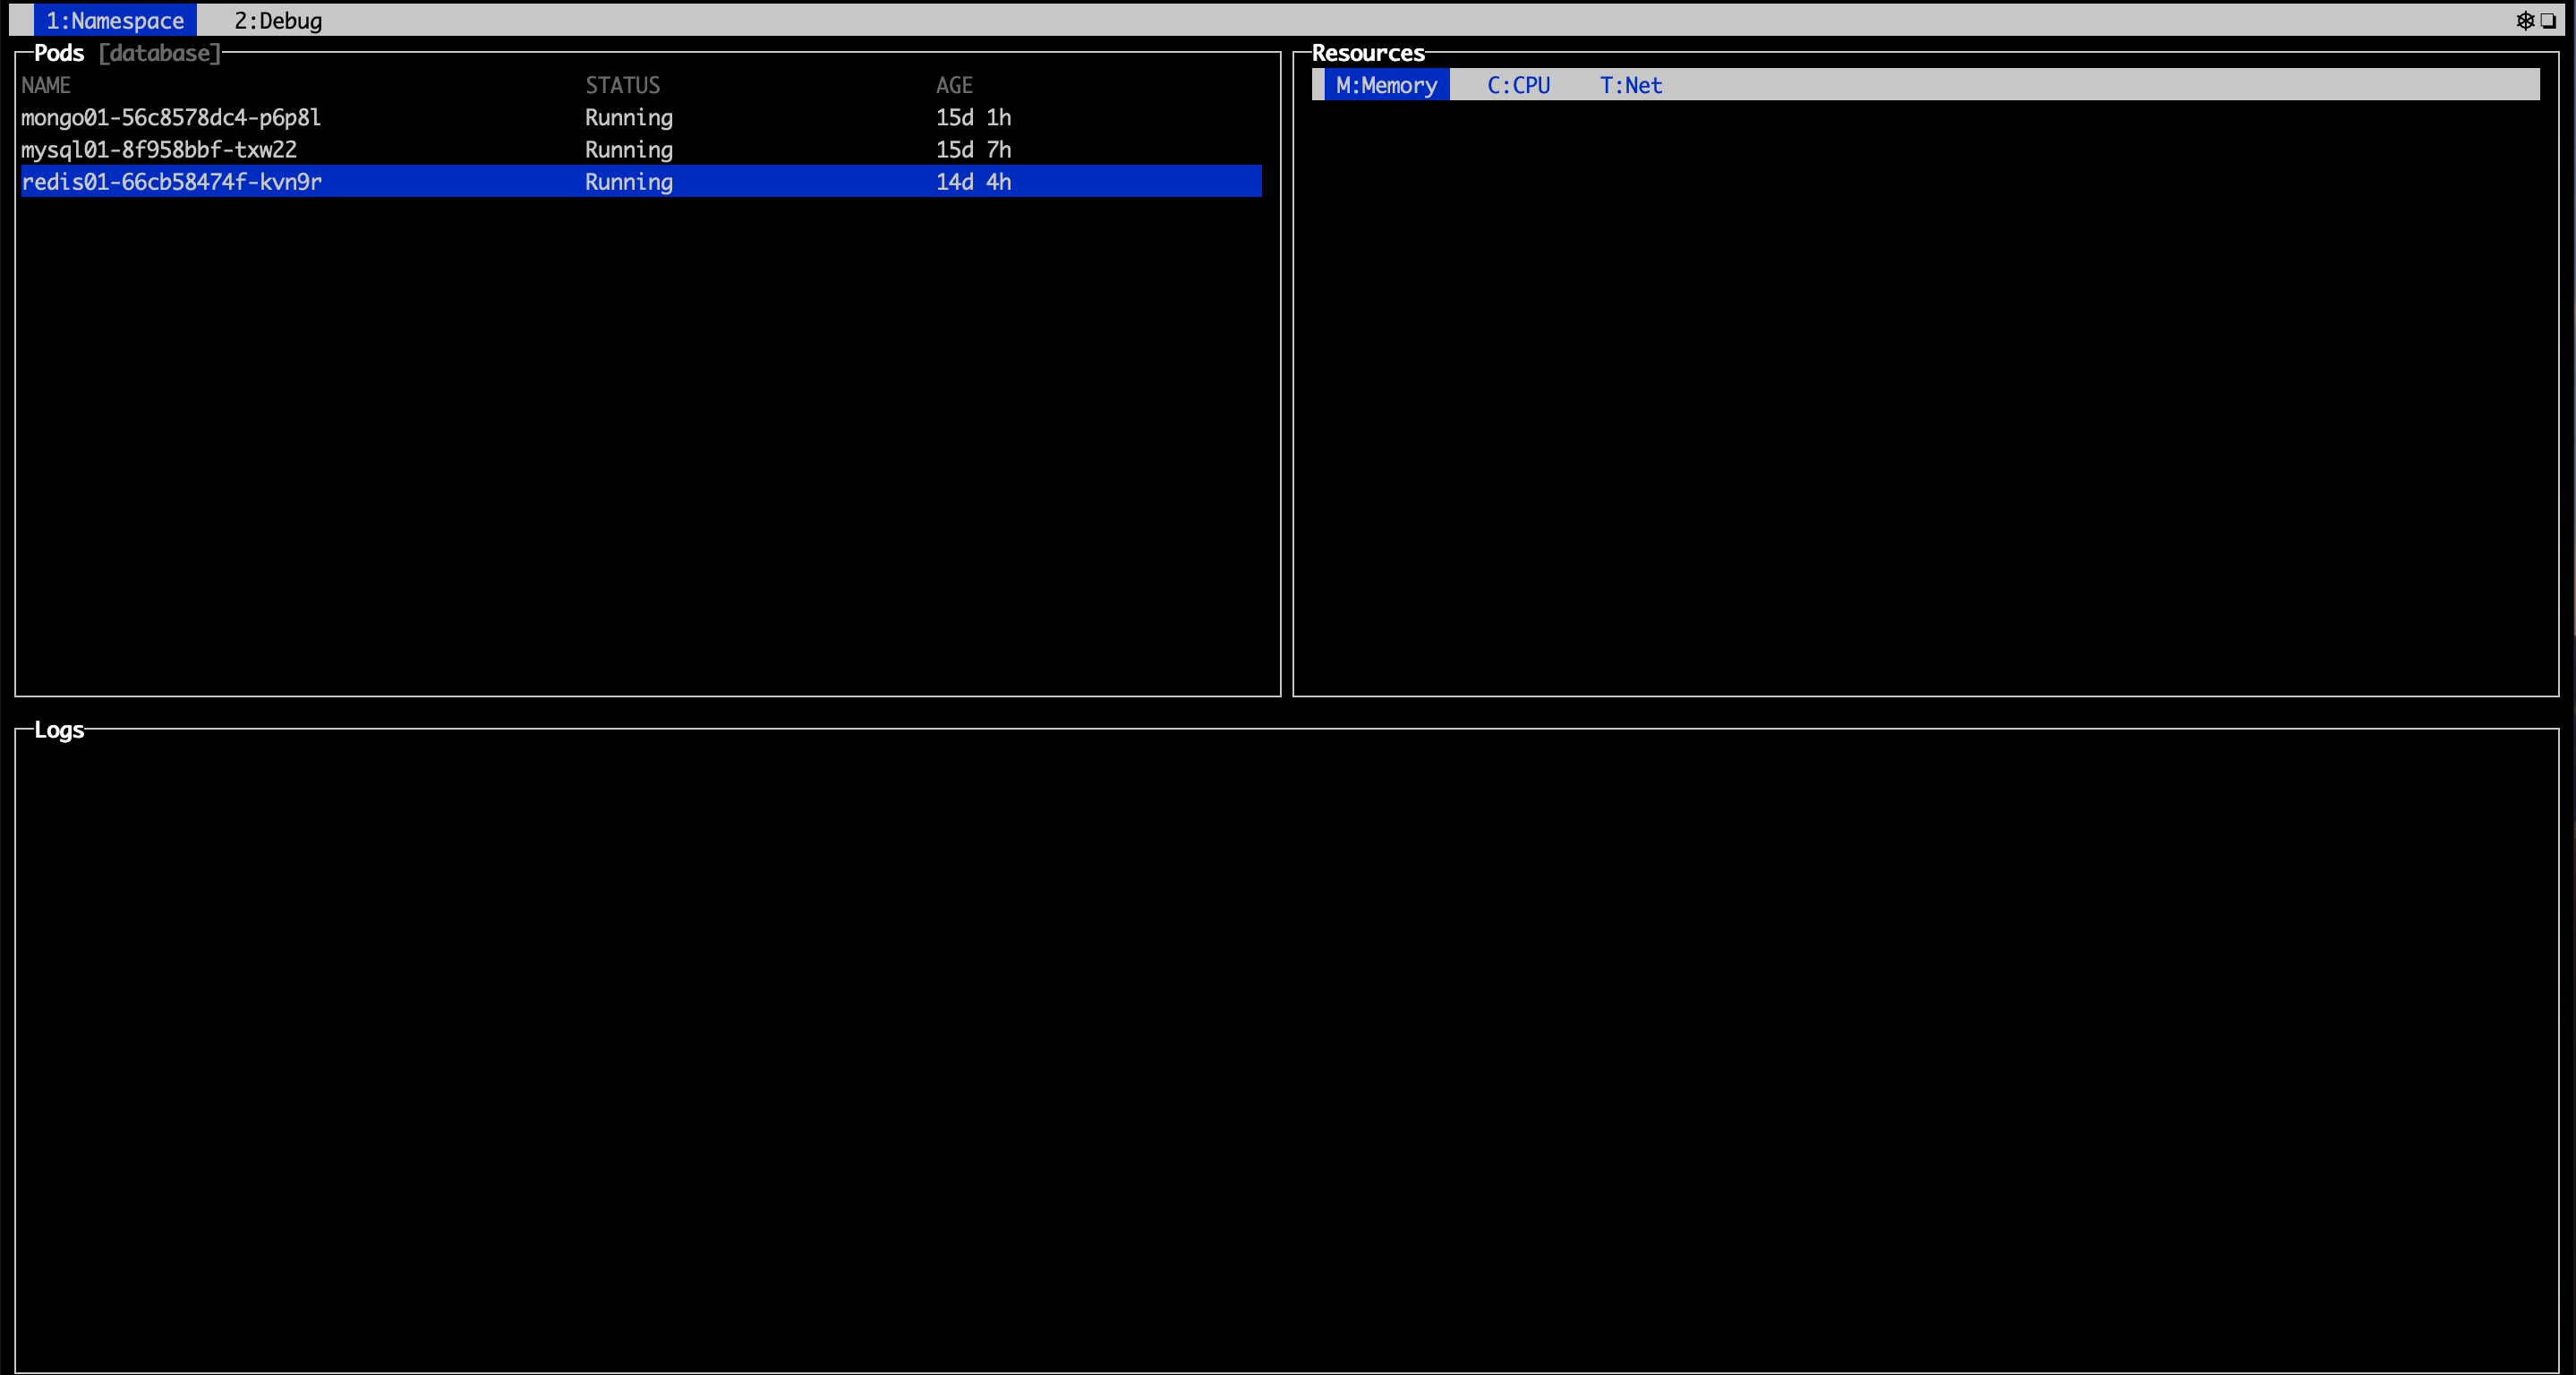 1:Namespace 2:Debug ⎈❏
Pods [database]
NAME STATUS AGE
mongo01-56c8578dc4-p6p8l Running 15d 1h
mysql01-8f958bbf-txw22 Running 15d 7h
redis01-66cb58474f-kvn9r Running 14d 4h
Resources
M:Memory C:CPU T:Net
Logs